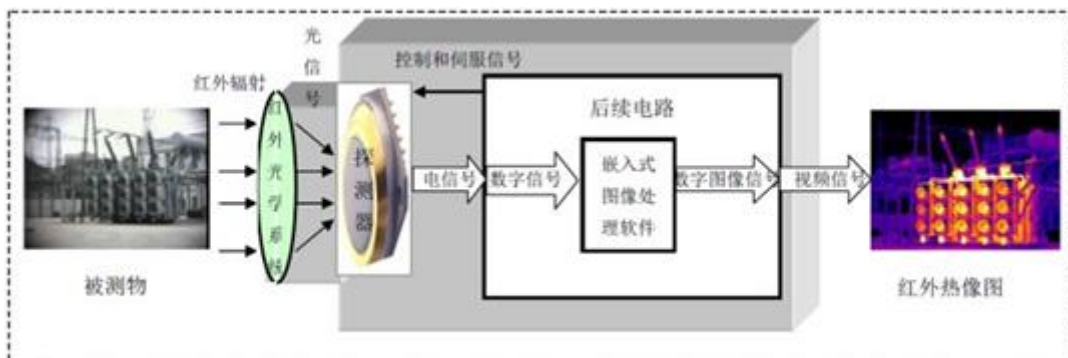 光信号
控制和伺服信号
红外辐射
红外光学系统
探测器
后续电路
嵌入式
图像处
理软件
电信号
数字信号
数字图像信号
视频信号
被测物
红外热像图